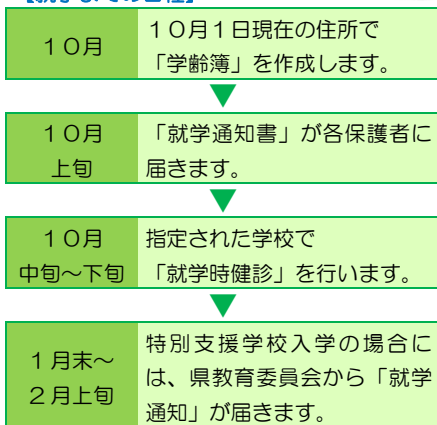 １０月
１０月１日現在の住所で
「学齢簿」を作成します。
１０月
上旬
「就学通知書」が各保護者に
届きます。
１０月
中旬～下旬
指定された学校で
「就学時健診」を行います。
１月末～
２月上旬
特別支援学校入学の場合に
は、県教育委員会から「就学
通知」が届きます。